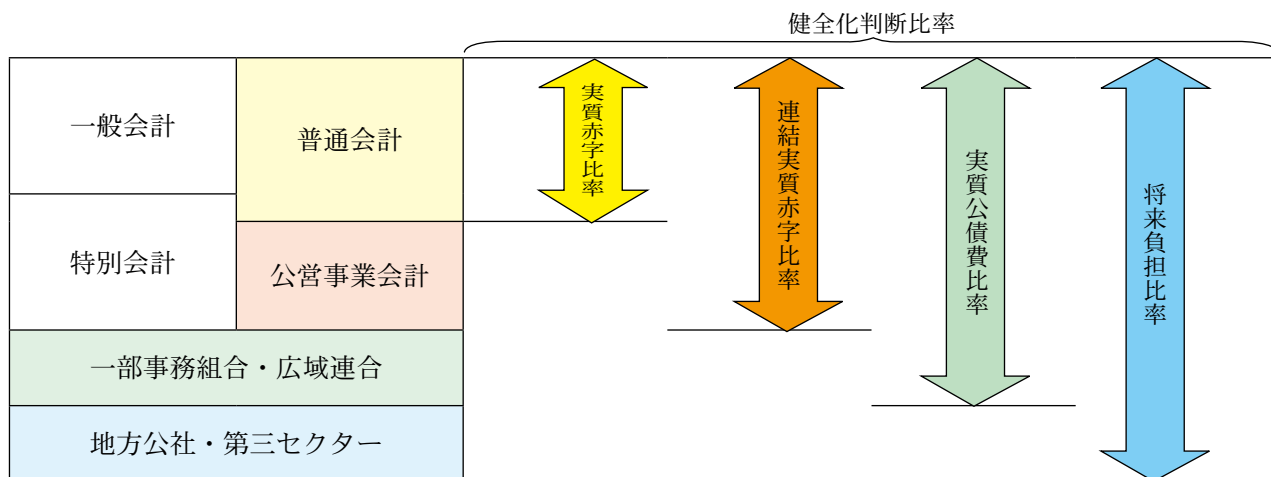 健全化判断比率
一般会計
普通会計
特別会計
公営事業会計
一部事務組合・広域連合
地方公社・第三セクター
実質赤字比率
連結実質赤字比率
実質公債費比率
将来負担比率